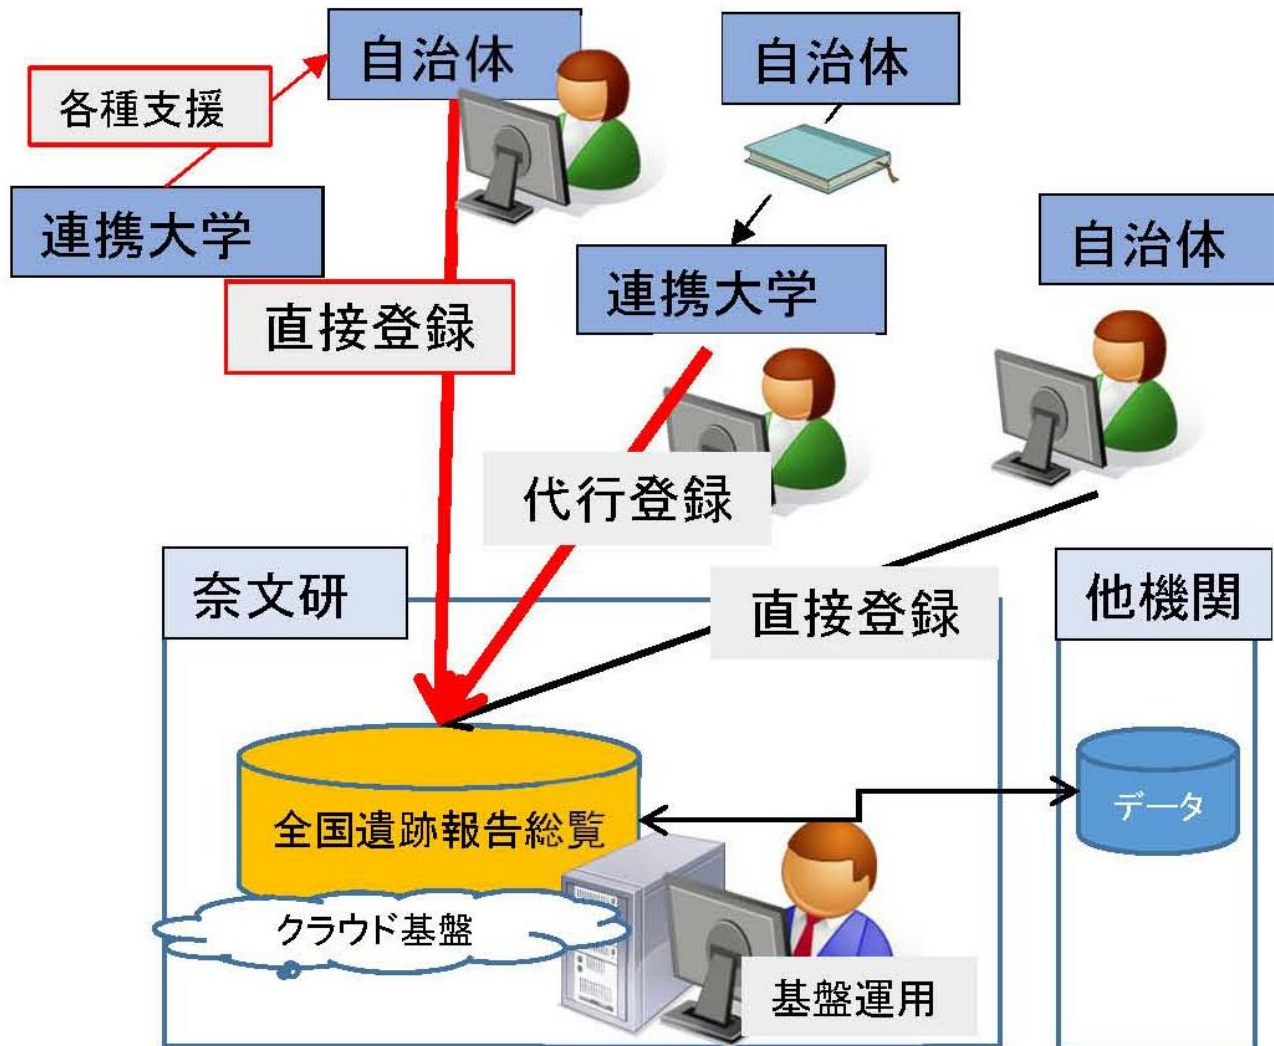 自治体
自治体
各種支援
連携大学
自治体
連携大学
直接登録
代行登録
奈文研
直接登録
他機関
データ
全国遺跡報告総覧
クラウド基盤
基盤運用